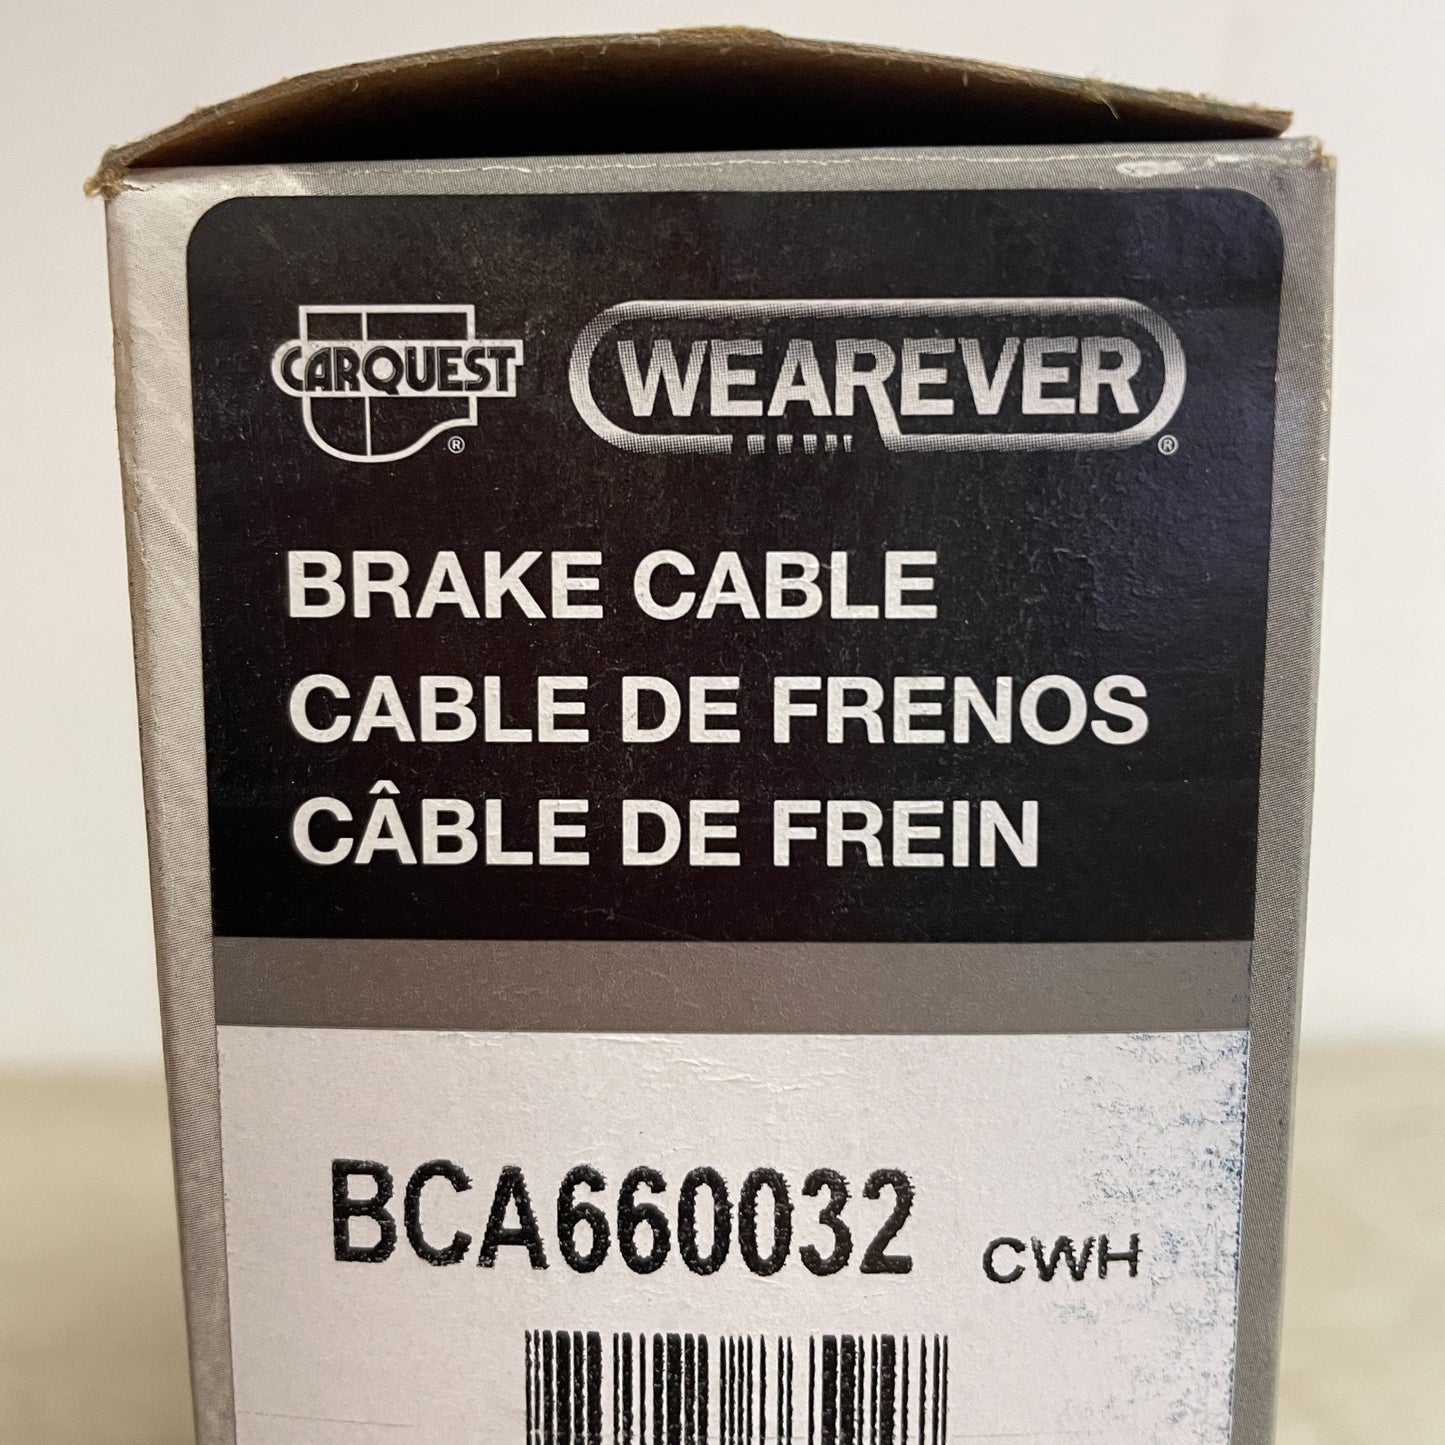 CARQUEST® WEAREVER®
BRAKE CABLE
CABLE DE FRENOS
CÂBLE DE FREIN
BCA660032 CWH